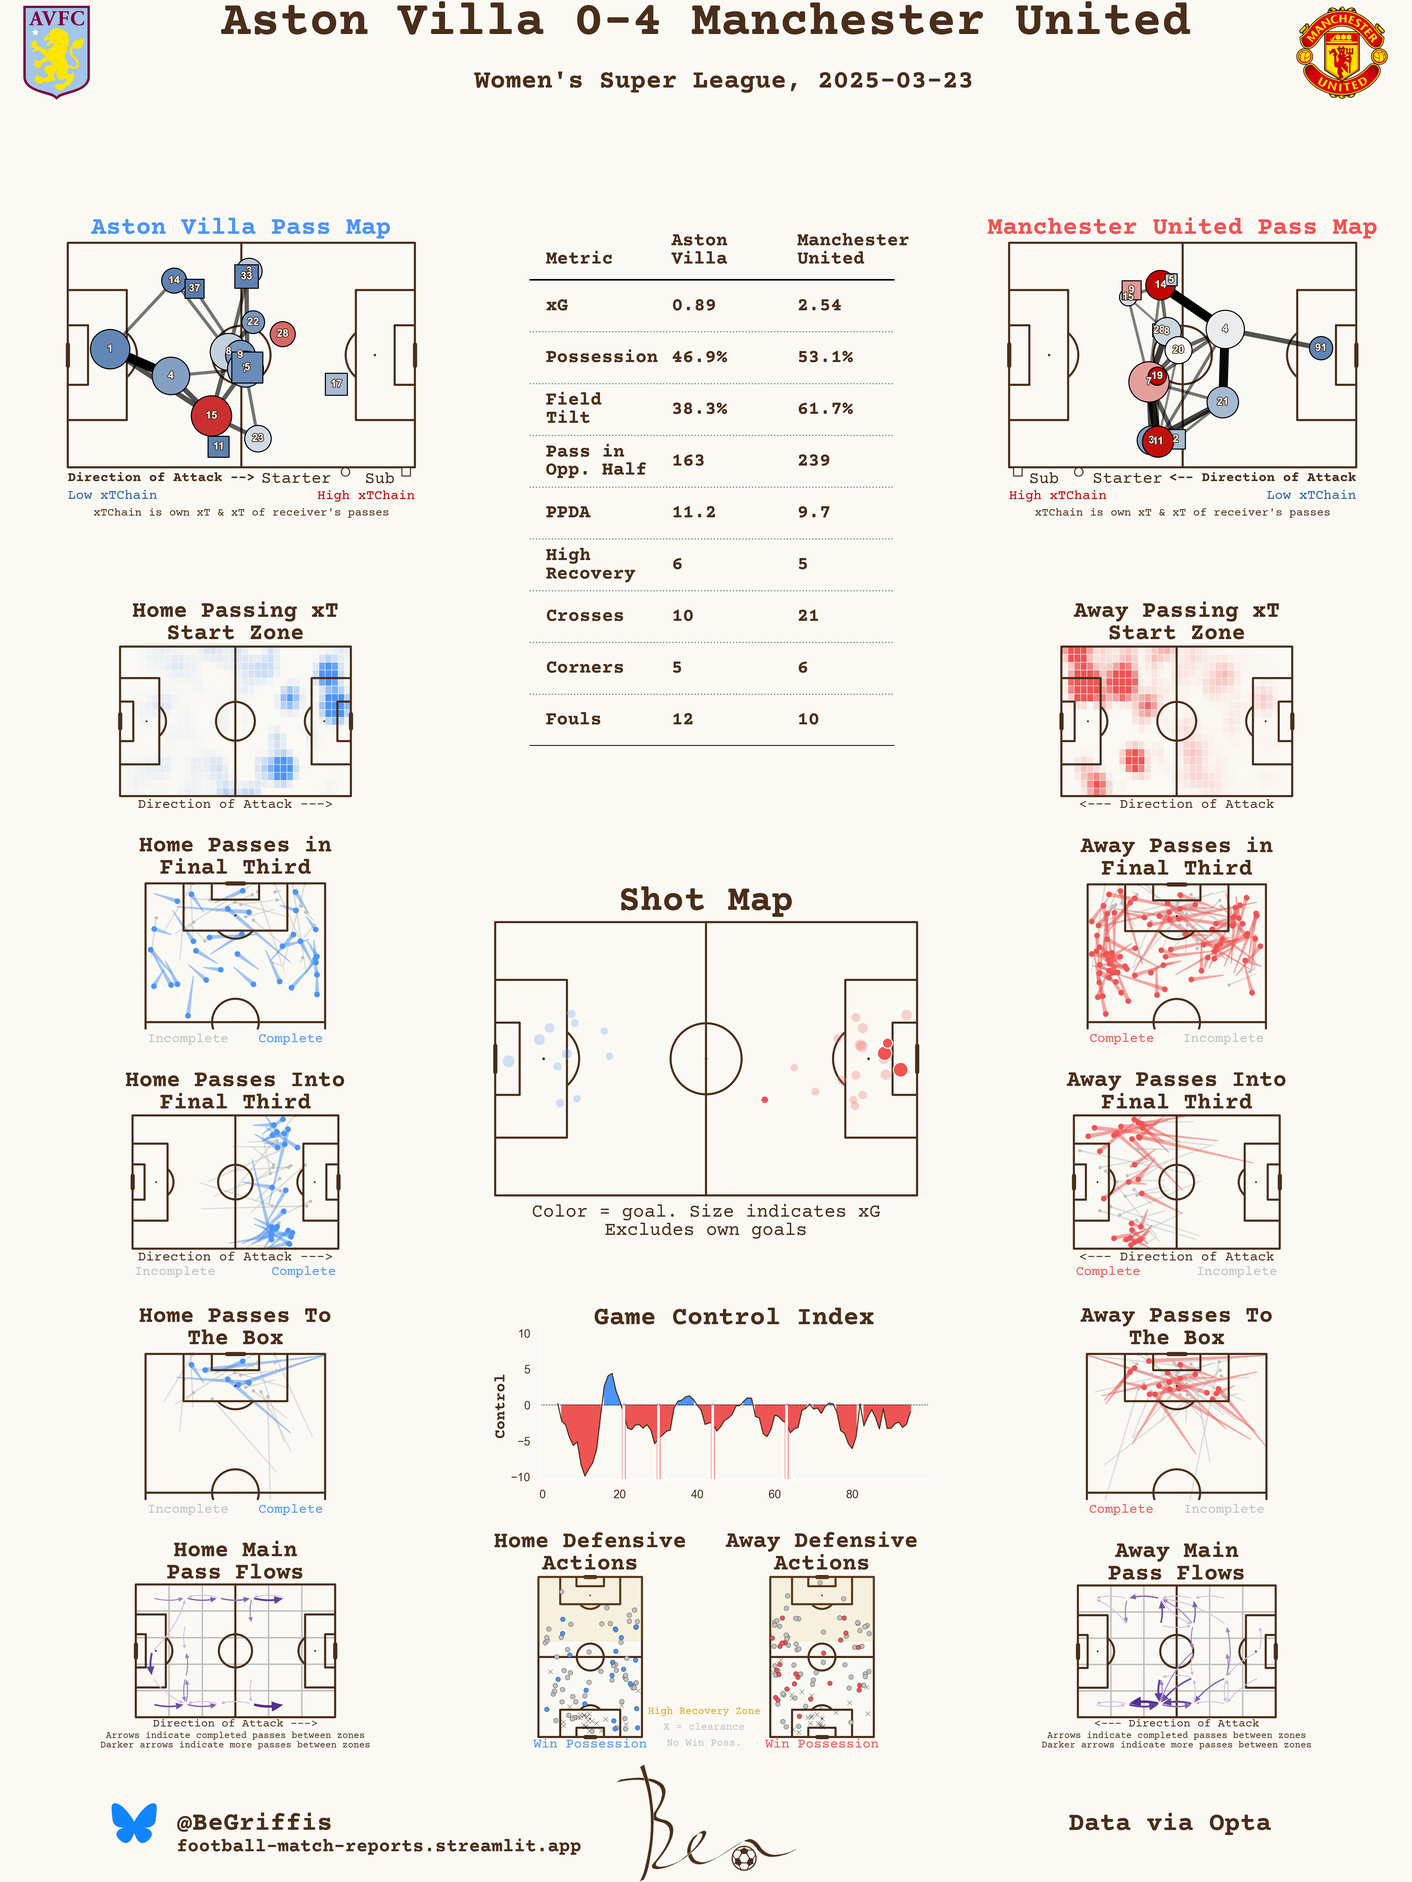 Aston Villa 0-4 Manchester United
Women's Super League, 2025-03-23
AVFC
MANCHESTER
UNITED
Aston Villa Pass Map
14
37
3
33
22
28
1
8
9
5
4
17
15
11
23
Direction of Attack --> Starter Sub
Low xTChain High xTChain
xTChain is own xT & xT of receiver's passes
Metric Aston Villa Manchester United
xG 0.89 2.54
Possession 46.9% 53.1%
Field Tilt 38.3% 61.7%
Pass in Opp. Half 163 239
PPDA 11.2 9.7
High Recovery 6 5
Crosses 10 21
Corners 5 6
Fouls 12 10
Manchester United Pass Map
9
15
14
5
28
8
4
20
91
7
19
21
3
11
2
Sub Starter <-- Direction of Attack
High xTChain Low xTChain
xTChain is own xT & xT of receiver's passes
Home Passing xT
Start Zone
Direction of Attack --->
Away Passing xT
Start Zone
<--- Direction of Attack
Home Passes in
Final Third
Incomplete Complete
Away Passes in
Final Third
Complete Incomplete
Shot Map
Color = goal. Size indicates xG
Excludes own goals
Home Passes Into
Final Third
Direction of Attack --->
Incomplete Complete
Away Passes Into
Final Third
<--- Direction of Attack
Complete Incomplete
Home Passes To
The Box
Incomplete Complete
Game Control Index
Control
10
5
0
−5
−10
0 20 40 60 80
Away Passes To
The Box
Complete Incomplete
Home Main
Pass Flows
Direction of Attack --->
Arrows indicate completed passes between zones
Darker arrows indicate more passes between zones
Home Defensive
Actions
Win Possession
High Recovery Zone
X = clearance
No Win Poss.
Away Defensive
Actions
Win Possession
Away Main
Pass Flows
<--- Direction of Attack
Arrows indicate completed passes between zones
Darker arrows indicate more passes between zones
@BeGriffis
football-match-reports.streamlit.app
Ben
Data via Opta